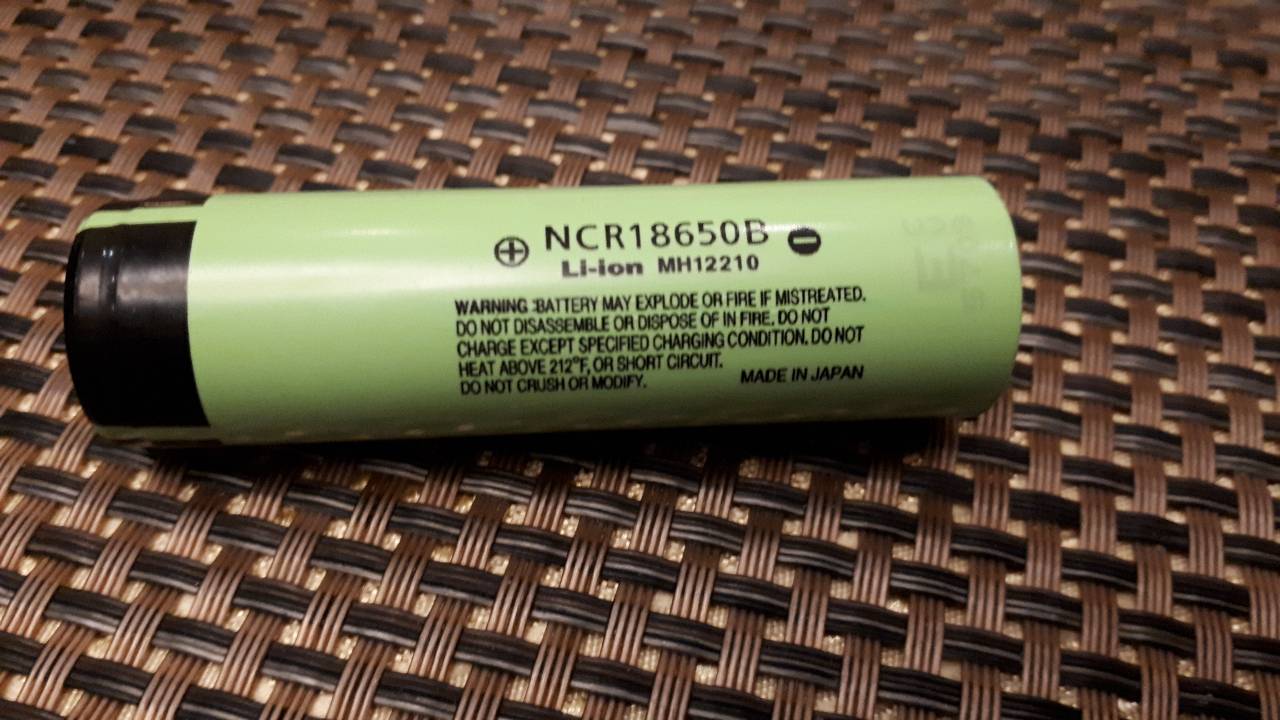 NCR18650B
Li-ion MH12210
WARNING :BATTERY MAY EXPLODE OR FIRE IF MISTREATED.
DO NOT DISASSEMBLE OR DISPOSE OF IN FIRE. DO NOT
CHARGE EXCEPT SPECIFIED CHARGING CONDITION. DO NOT
HEAT ABOVE 212°F, OR SHORT CIRCUIT.
DO NOT CRUSH OR MODIFY.
MADE IN JAPAN